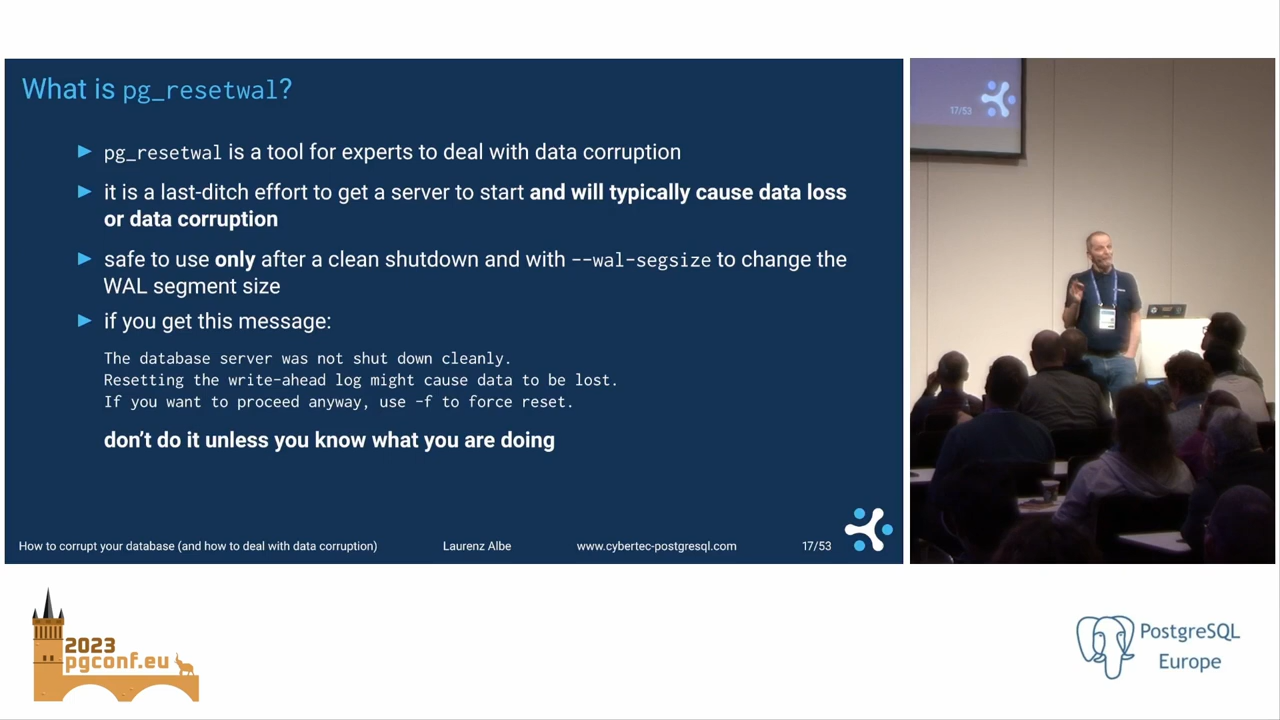 What is pg_resetwal?
pg_resetwal is a tool for experts to deal with data corruption
it is a last-ditch effort to get a server to start and will typically cause data loss
or data corruption
safe to use only after a clean shutdown and with --wal-segsize to change the
WAL segment size
if you get this message:
The database server was not shut down cleanly.
Resetting the write-ahead log might cause data to be lost.
If you want to proceed anyway, use -f to force reset.
don't do it unless you know what you are doing
How to corrupt your database (and how to deal with data corruption) Laurenz Albe www.cybertec-postgresql.com 17/53
17/53
2023
pgconf.eu
PostgreSQL
Europe